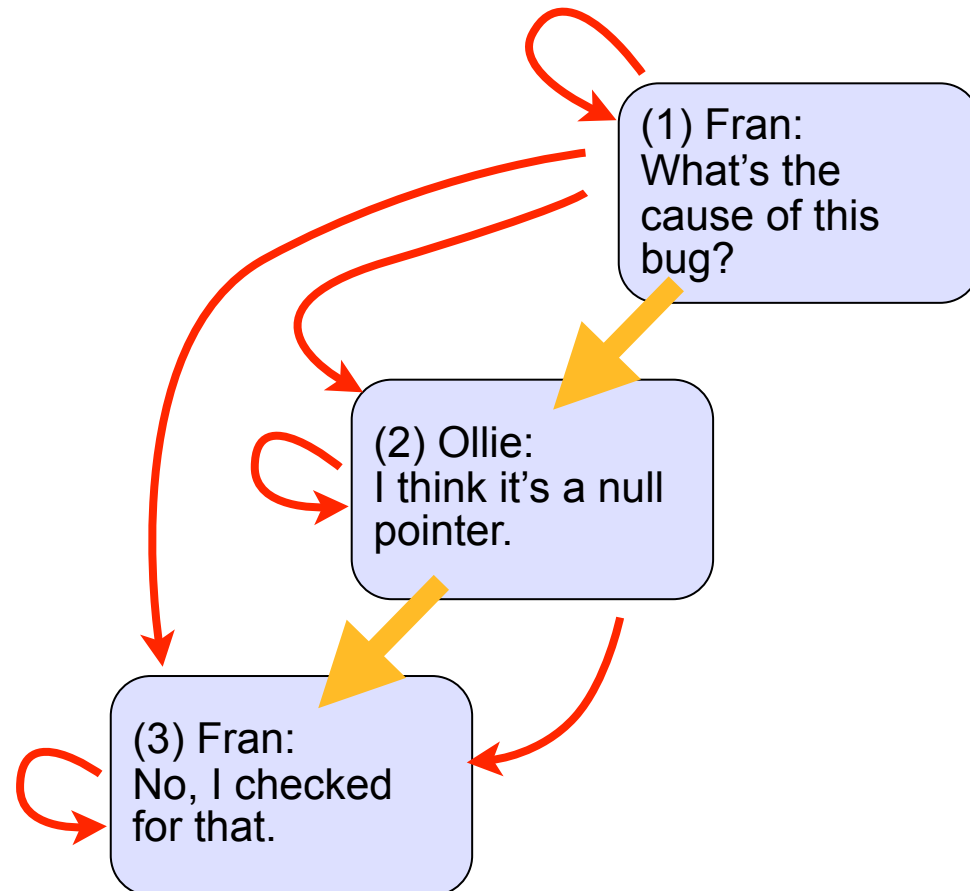 (1) Fran:
What’s the
cause of this
bug?
(2) Ollie:
I think it’s a null
pointer.
(3) Fran:
No, I checked
for that.